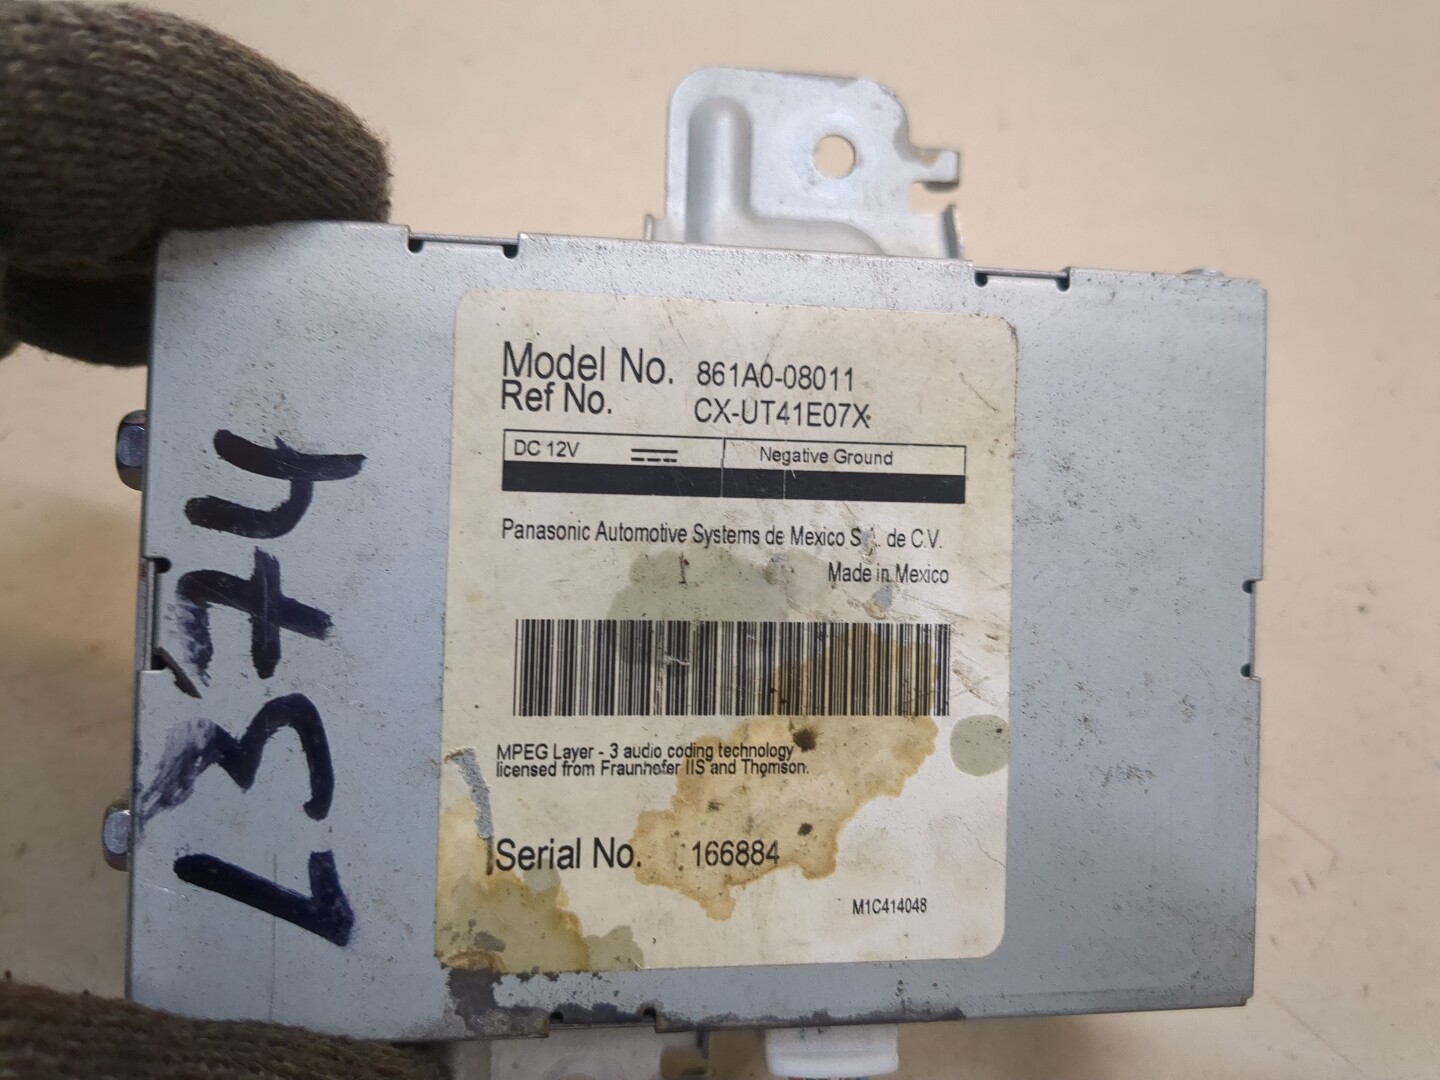 Model No. 861A0-08011
Ref No. CX-UT41E07X
DC 12V Negative Ground
Panasonic Automotive Systems de Mexico S.A. de C.V.
Made in Mexico
MPEG Layer - 3 audio coding technology
licensed from Fraunhofer IIS and Thomson.
Serial No. 166884
M1C414048
L374